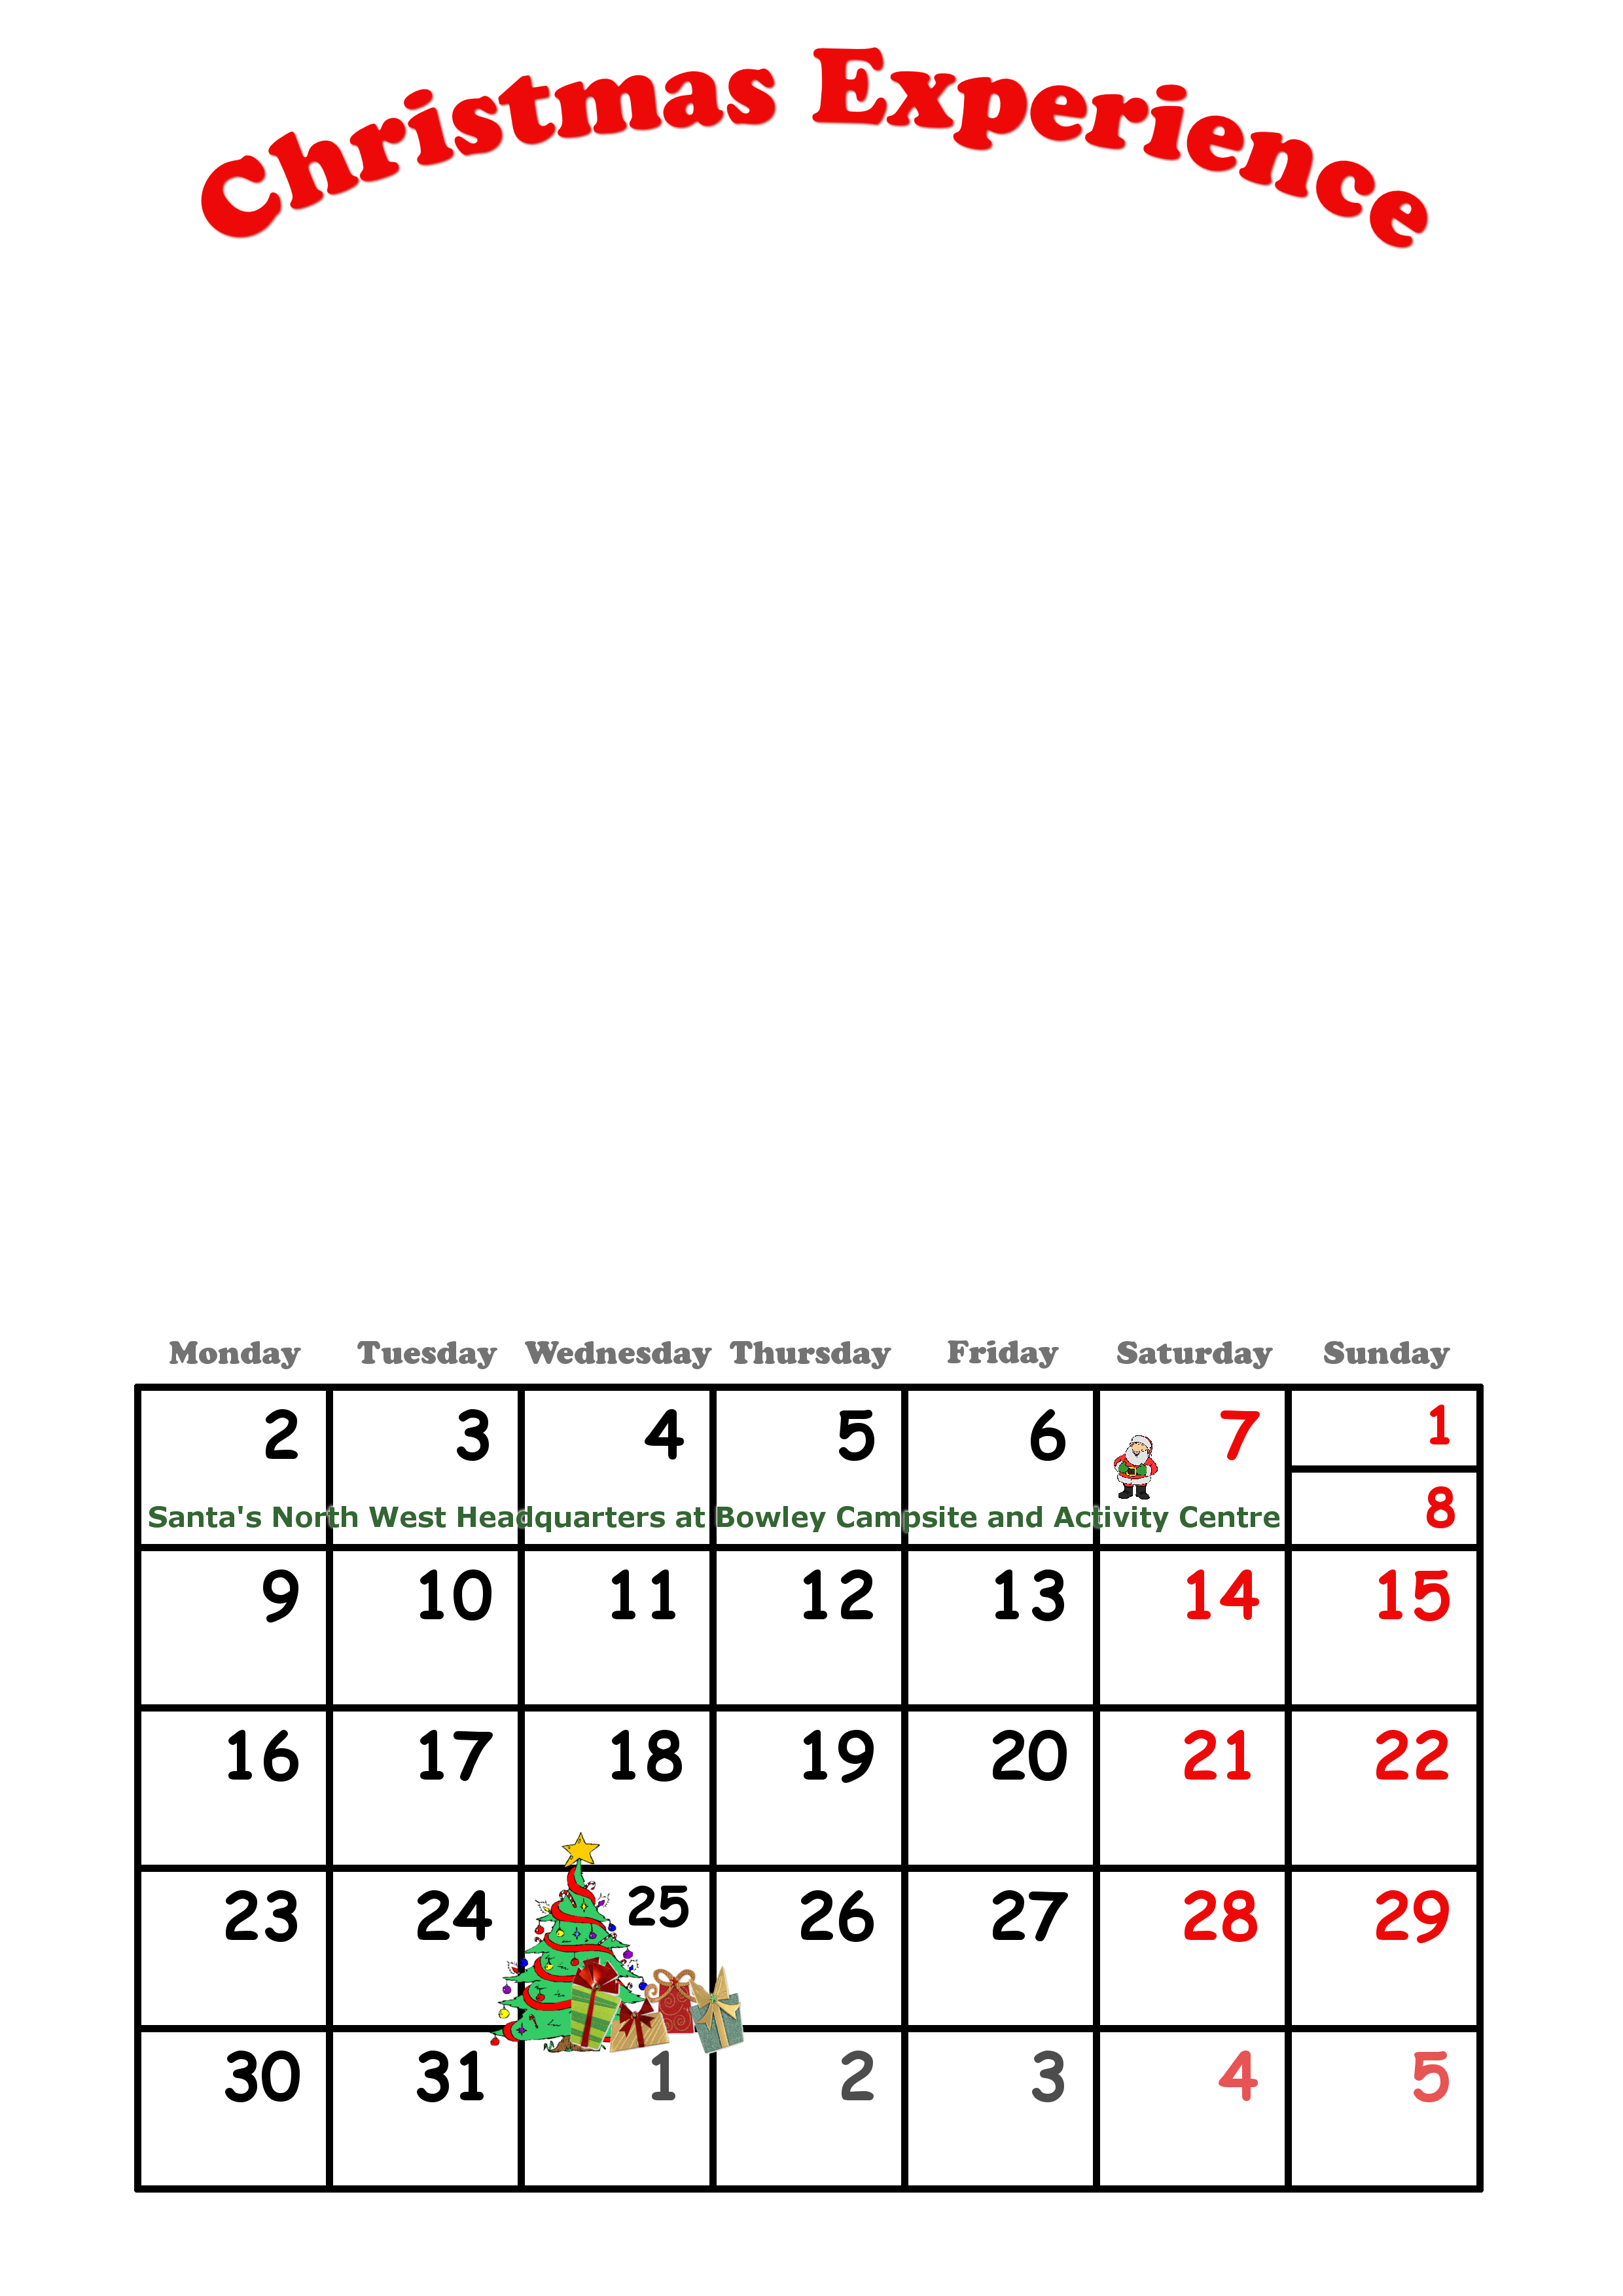 Christmas Experience
Monday Tuesday Wednesday Thursday Friday Saturday Sunday
2 3 4 5 6 7 1
8
Santa's North West Headquarters at Bowley Campsite and Activity Centre
9 10 11 12 13 14 15
16 17 18 19 20 21 22
23 24 25 26 27 28 29
30 31 1 2 3 4 5